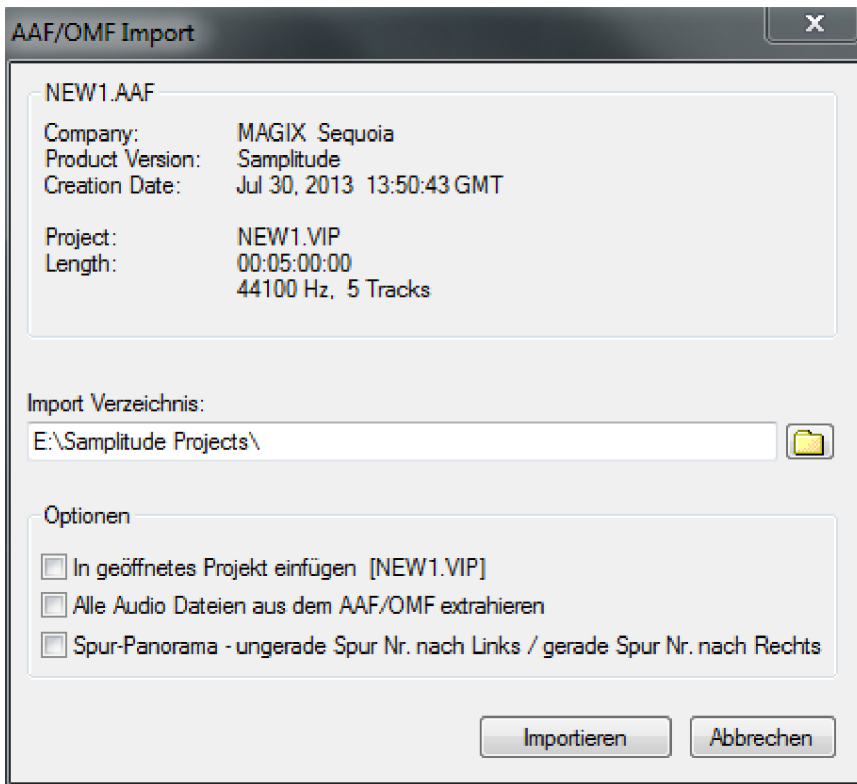 AAF/OMF Import
NEW1.AAF
Company: MAGIX Sequoia
Product Version: Samplitude
Creation Date: Jul 30, 2013 13:50:43 GMT
Project: NEW1.VIP
Length: 00:05:00:00
44100 Hz, 5 Tracks
Import Verzeichnis:
E:\Samplitude Projects\
Optionen
In geöffnetes Projekt einfügen [NEW1.VIP]
Alle Audio Dateien aus dem AAF/OMF extrahieren
Spur-Panorama - ungerade Spur Nr. nach Links / gerade Spur Nr. nach Rechts
Importieren Abbrechen